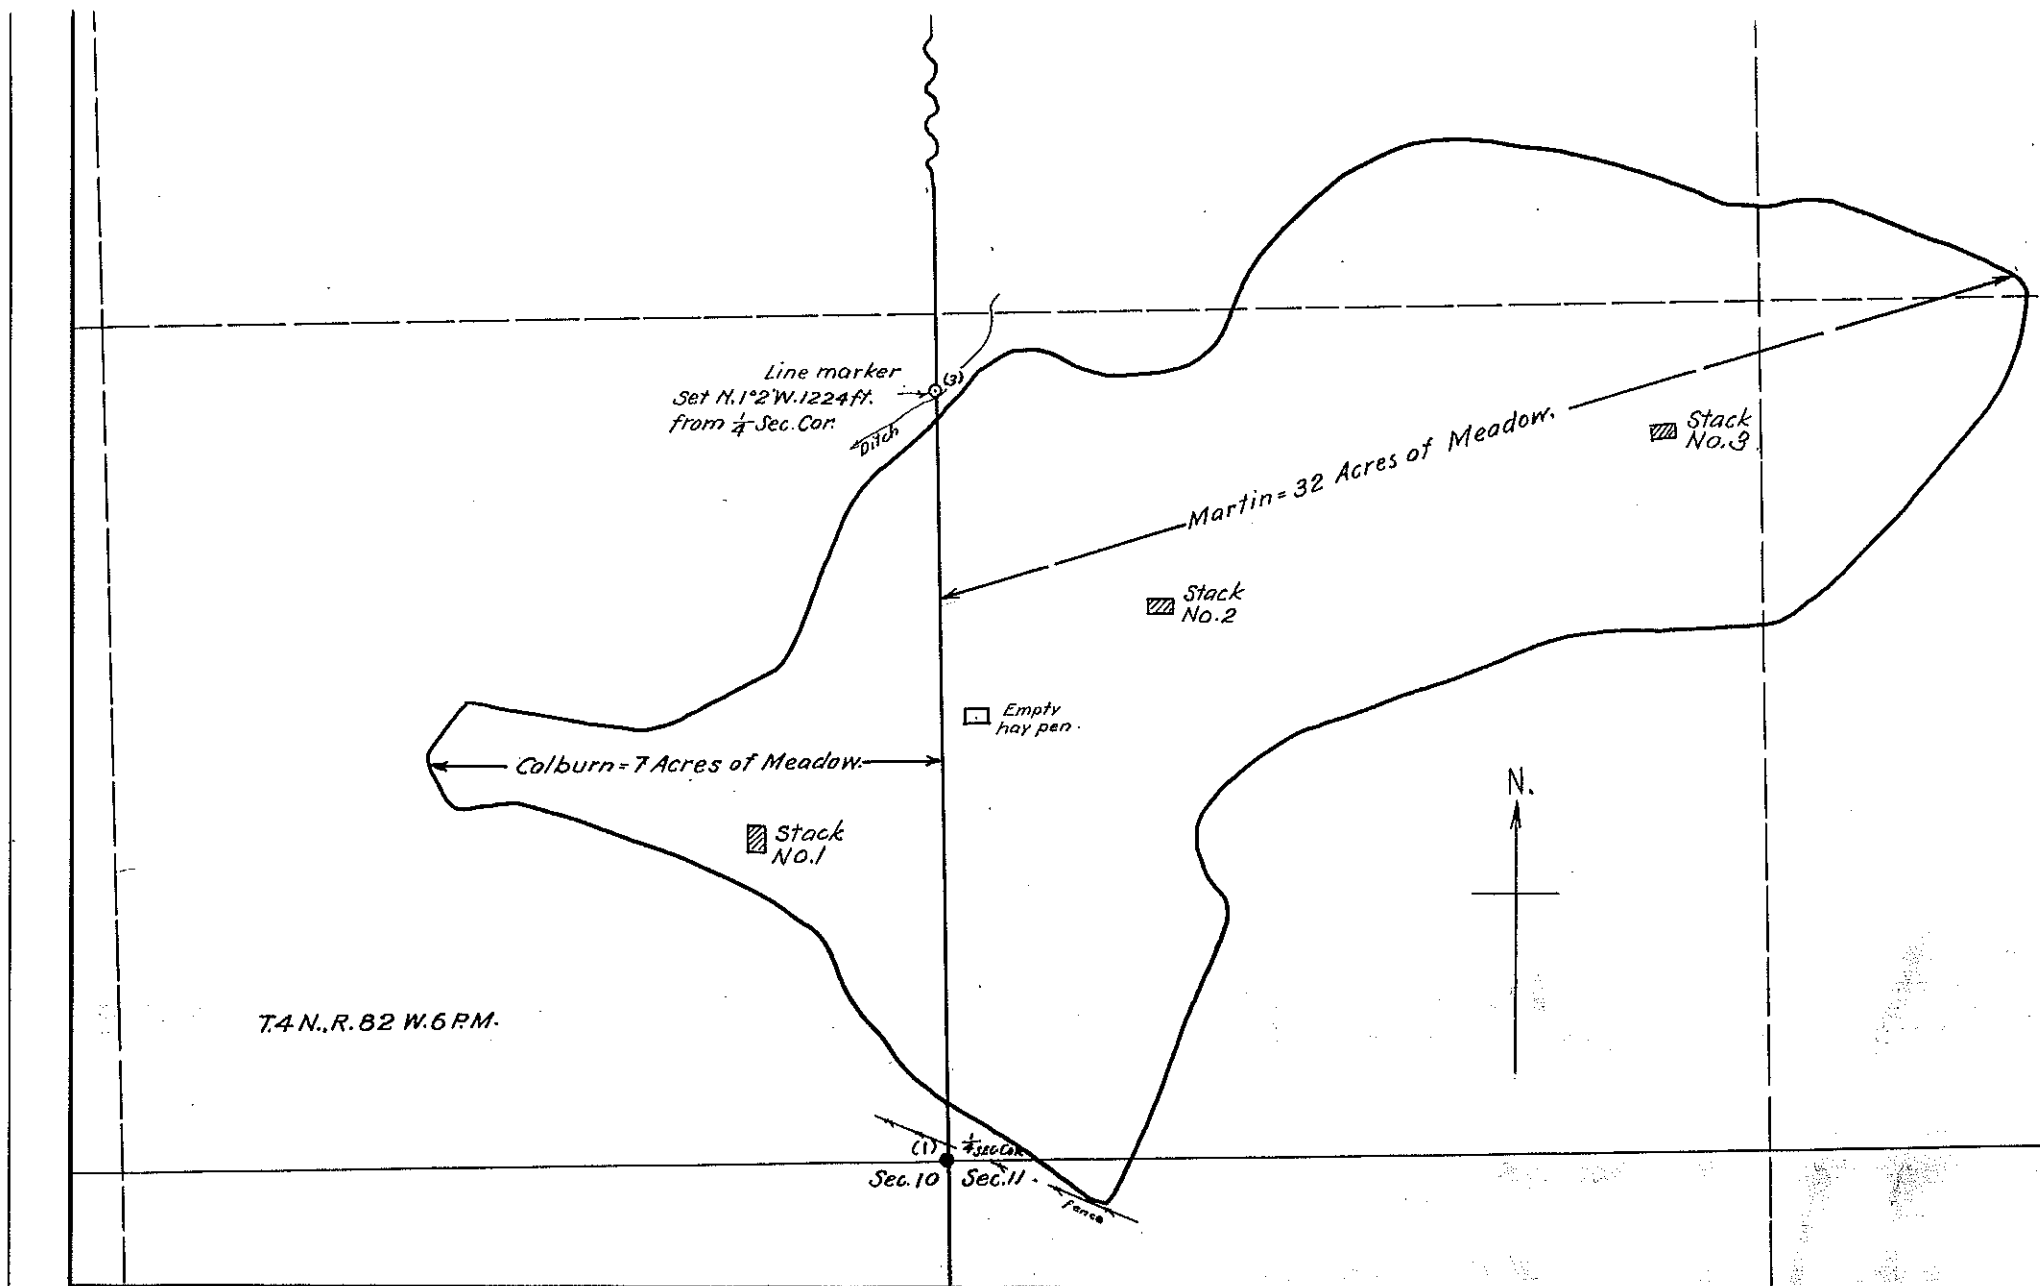 Line marker
Set N.1°2'W.1224ft.
from 1/4 Sec.Cor.
(3)
Ditch
Stack
No.3
Martin=32 Acres of Meadow.
Stack
No.2
Empty
hay pen.
Colburn=7 Acres of Meadow.
Stack
No.1
N.
T.4 N.,R.82 W.6 P.M.
(1) 1/4 SEC.COR.
Sec.10 Sec.11
fence